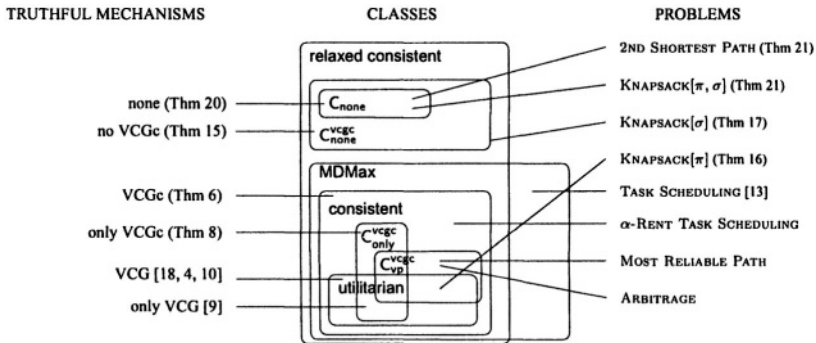 TRUTHFUL MECHANISMS CLASSES PROBLEMS
relaxed consistent
2ND SHORTEST PATH (Thm 21)
none (Thm 20)
C_none
KNAPSACK[π, σ] (Thm 21)
no VCGc (Thm 15)
C^vcgc_none
KNAPSACK[σ] (Thm 17)
MDMax
KNAPSACK[π] (Thm 16)
VCGc (Thm 6)
consistent
TASK SCHEDULING [13]
only VCGc (Thm 8)
C^vcgc_only
α-RENT TASK SCHEDULING
C^vcgc_vp
MOST RELIABLE PATH
VCG [18, 4, 10]
utilitarian
ARBITRAGE
only VCG [9]